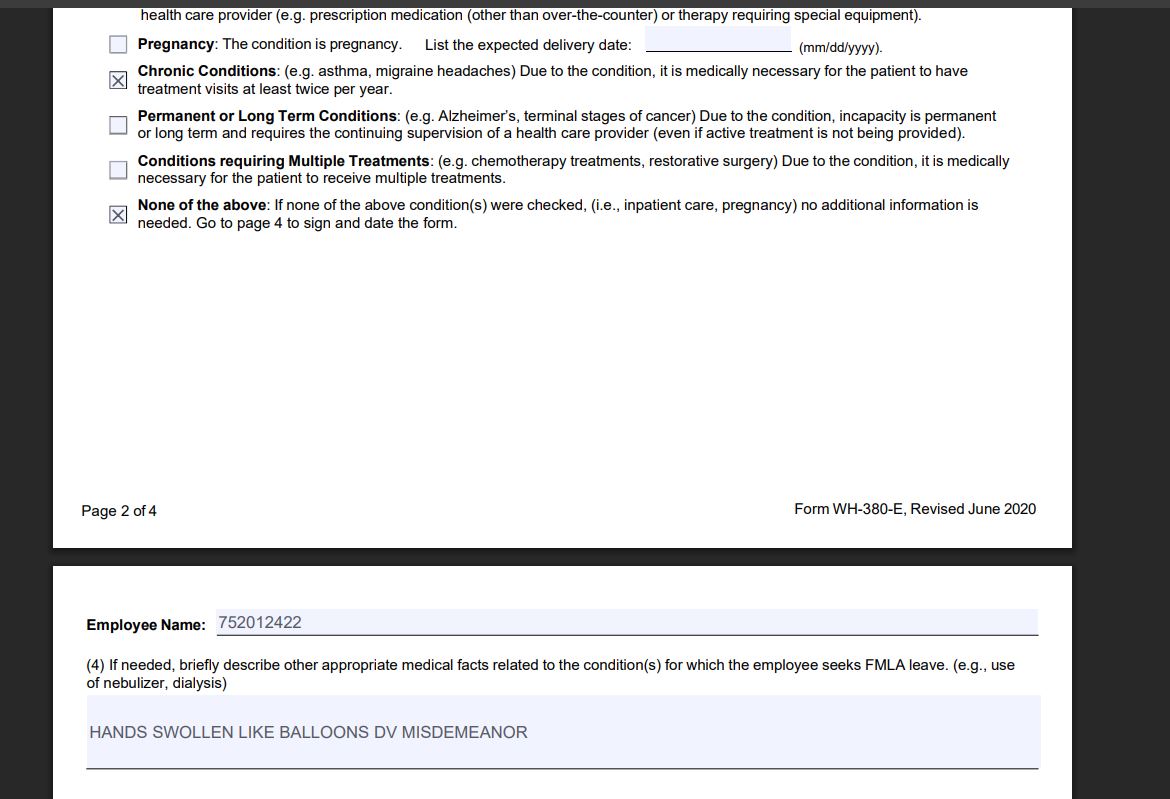 health care provider (e.g. prescription medication (other than over-the-counter) or therapy requiring special equipment).
Pregnancy: The condition is pregnancy. List the expected delivery date: (mm/dd/yyyy).
Chronic Conditions: (e.g. asthma, migraine headaches) Due to the condition, it is medically necessary for the patient to have
treatment visits at least twice per year.
Permanent or Long Term Conditions: (e.g. Alzheimer's, terminal stages of cancer) Due to the condition, incapacity is permanent
or long term and requires the continuing supervision of a health care provider (even if active treatment is not being provided).
Conditions requiring Multiple Treatments: (e.g. chemotherapy treatments, restorative surgery) Due to the condition, it is medically
necessary for the patient to receive multiple treatments.
None of the above: If none of the above condition(s) were checked, (i.e., inpatient care, pregnancy) no additional information is
needed. Go to page 4 to sign and date the form.
Page 2 of 4
Form WH-380-E, Revised June 2020
Employee Name: 752012422
(4) If needed, briefly describe other appropriate medical facts related to the condition(s) for which the employee seeks FMLA leave. (e.g., use
of nebulizer, dialysis)
HANDS SWOLLEN LIKE BALLOONS DV MISDEMEANOR